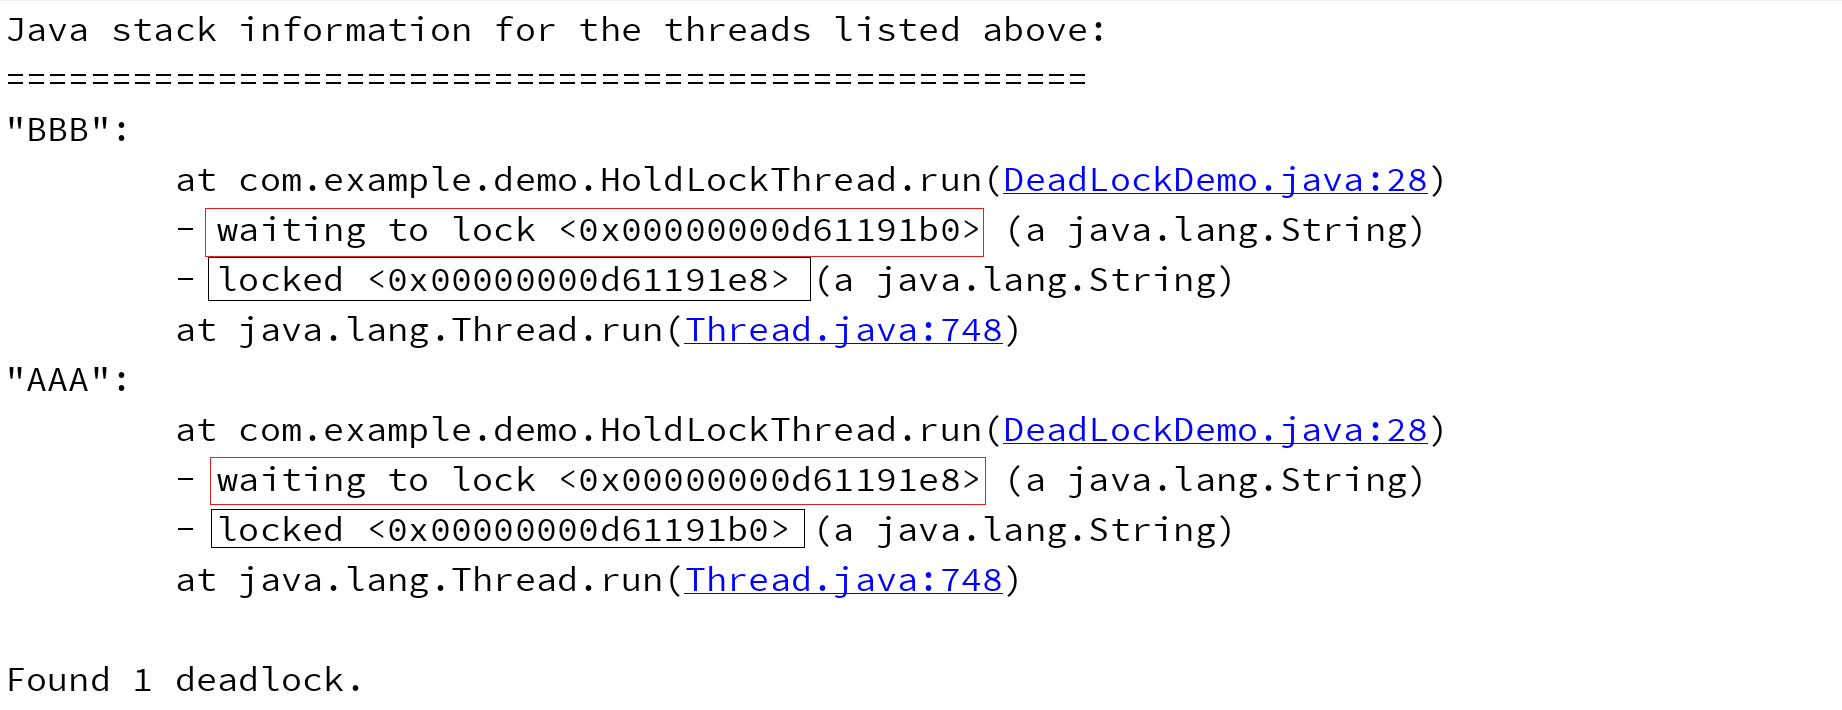 Java stack information for the threads listed above:
===================================================
"BBB":
        at com.example.demo.HoldLockThread.run(DeadLockDemo.java:28)
        - waiting to lock <0x00000000d61191b0> (a java.lang.String)
        - locked <0x00000000d61191e8> (a java.lang.String)
        at java.lang.Thread.run(Thread.java:748)
"AAA":
        at com.example.demo.HoldLockThread.run(DeadLockDemo.java:28)
        - waiting to lock <0x00000000d61191e8> (a java.lang.String)
        - locked <0x00000000d61191b0> (a java.lang.String)
        at java.lang.Thread.run(Thread.java:748)

Found 1 deadlock.